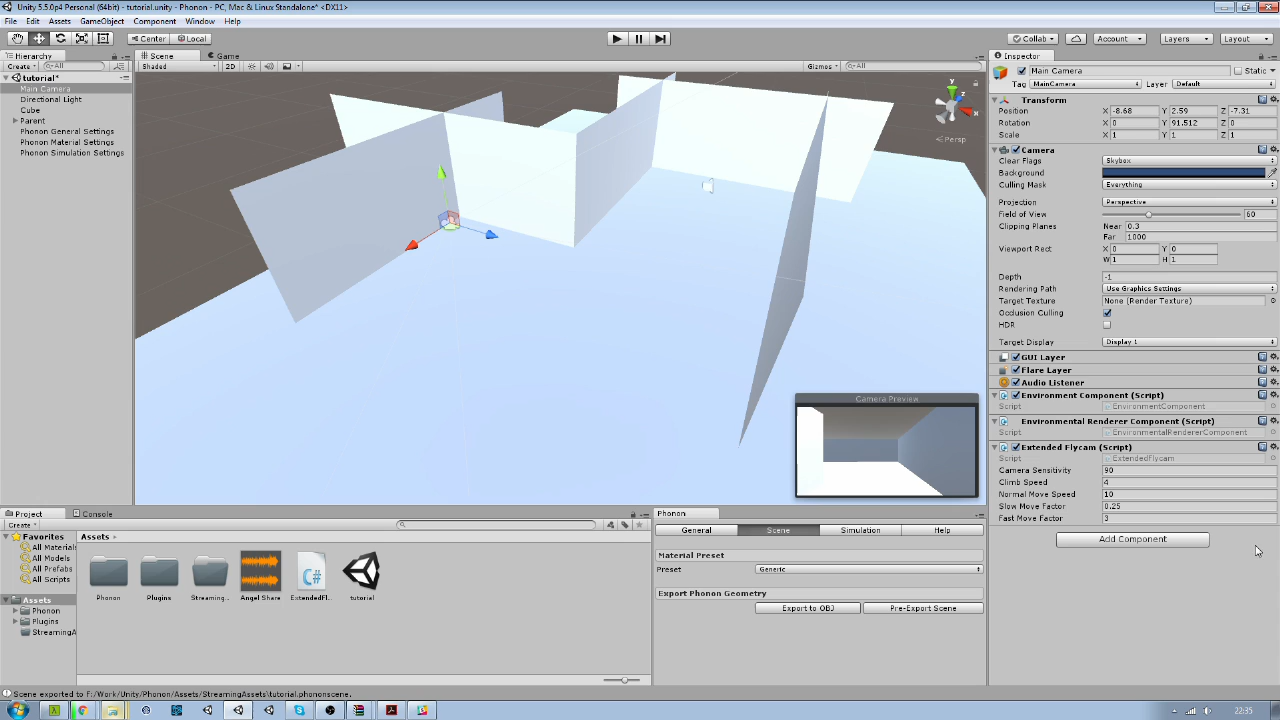 Unity 5.5.0p4 Personal (64bit) - tutorial.unity - Phonon - PC, Mac & Linux Standalone* <DX11>
File Edit Assets GameObject Component Window Help
Center Local Collab Account Layers Layout
Hierarchy
Create All
tutorial*
Main Camera
Directional Light
Cube
Parent
Phonon General Settings
Phonon Material Settings
Phonon Simulation Settings
Scene Game
Shaded 2D Gizmos All
y
x
z
Persp
Camera Preview
Inspector
Main Camera Static
Tag MainCamera Layer Default
Transform
Position X -8.68 Y 2.59 Z -7.31
Rotation X 0 Y 91.512 Z 0
Scale X 1 Y 1 Z 1
Camera
Clear Flags Skybox
Background
Culling Mask Everything
Projection Perspective
Field of View 60
Clipping Planes Near 0.3
Far 1000
Viewport Rect X 0 Y 0
W 1 H 1
Depth -1
Rendering Path Use Graphics Settings
Target Texture None (Render Texture)
Occlusion Culling
HDR
Target Display Display 1
GUI Layer
Flare Layer
Audio Listener
Environment Component (Script)
Script EnvironmentComponent
Environmental Renderer Component (Script)
Script EnvironmentalRendererComponent
Extended Flycam (Script)
Script ExtendedFlycam
Camera Sensitivity 90
Climb Speed 4
Normal Move Speed 10
Slow Move Factor 0.25
Fast Move Factor 3
Add Component
Project Console
Create
Favorites
All Materials
All Models
All Prefabs
All Scripts
Assets
Phonon
Plugins
StreamingA
Assets
Phonon Plugins Streaming... Angel Share ExtendedFl... tutorial
C#
Phonon
General Scene Simulation Help
Material Preset
Preset Generic
Export Phonon Geometry
Export to OBJ Pre-Export Scene
Scene exported to F:/Work/Unity/Phonon/Assets/StreamingAssets\tutorial.phononscene.
22:35